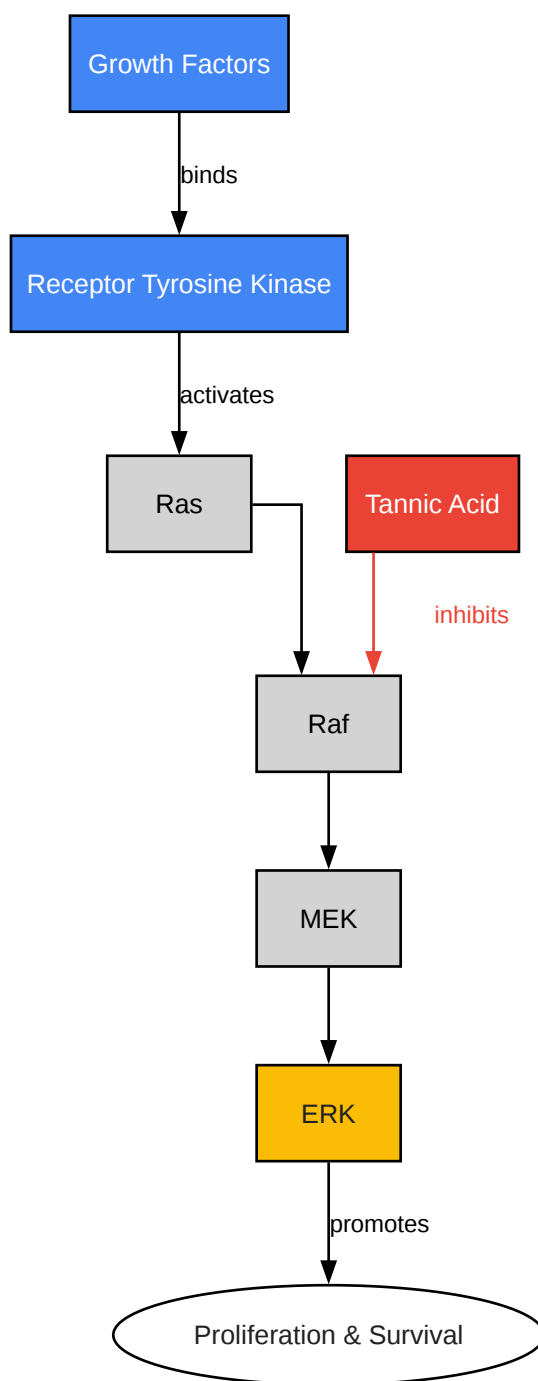 Growth Factors
binds
Receptor Tyrosine Kinase
activates
Ras
Tannic Acid
inhibits
Raf
MEK
ERK
promotes
Proliferation & Survival